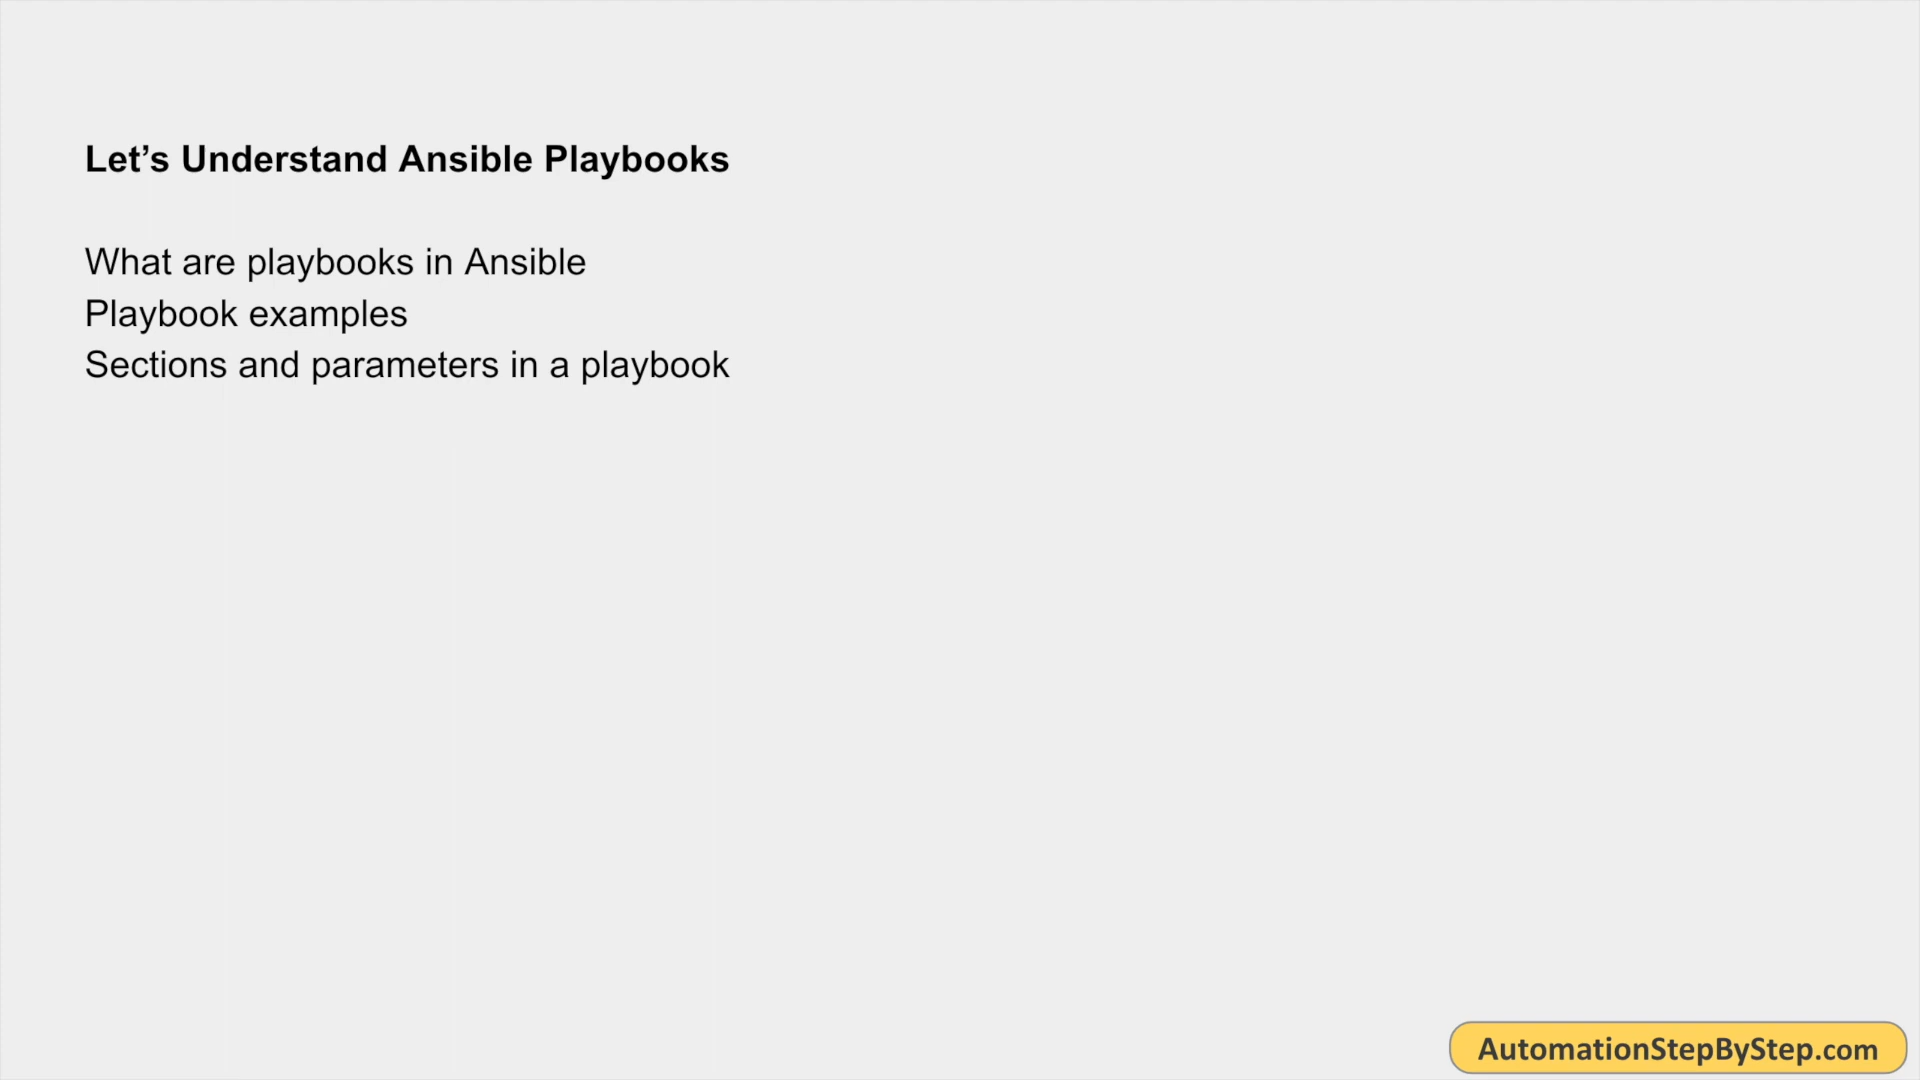 Let’s Understand Ansible Playbooks
What are playbooks in Ansible
Playbook examples
Sections and parameters in a playbook
AutomationStepByStep.com